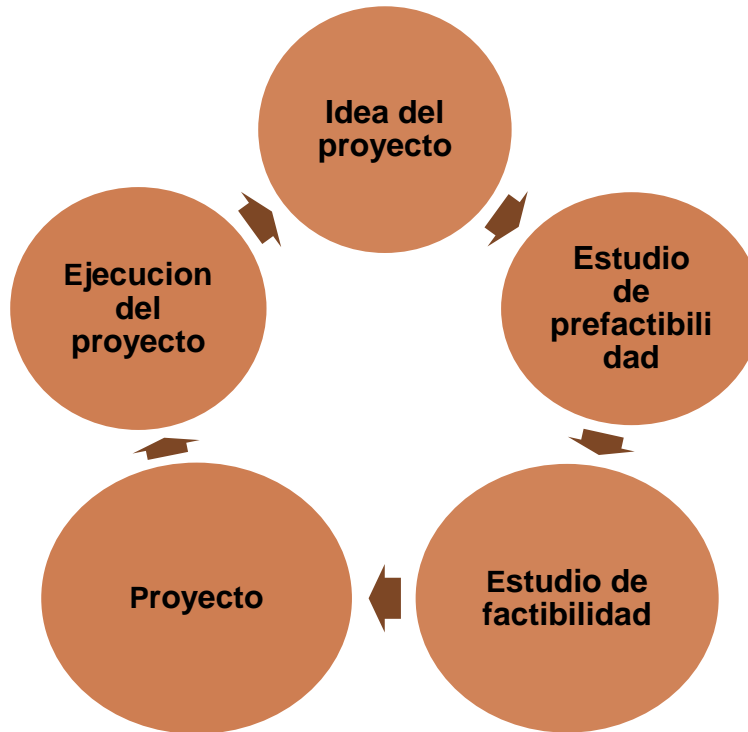 Idea del
proyecto
Estudio
de
prefactibili
dad
Estudio de
factibilidad
Proyecto
Ejecucion
del
proyecto